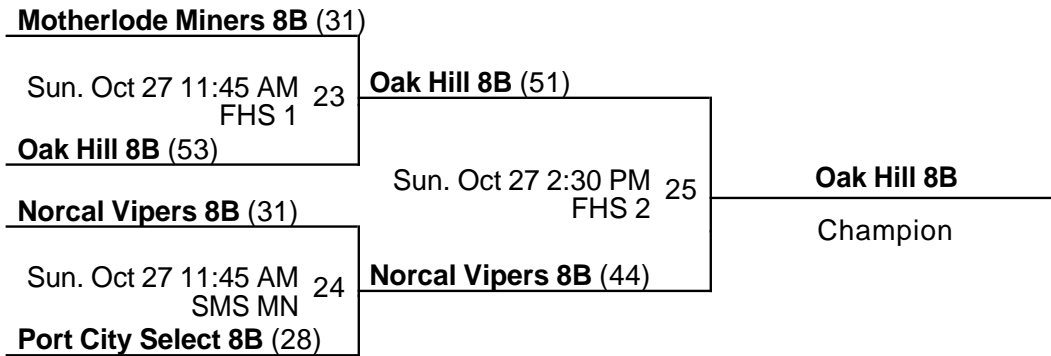 Motherlode Miners 8B (31)
Sun. Oct 27 11:45 AM 23
FHS 1
Oak Hill 8B (53)
Oak Hill 8B (51)
Sun. Oct 27 2:30 PM 25
FHS 2
Oak Hill 8B
Champion
Norcal Vipers 8B (31)
Sun. Oct 27 11:45 AM 24
SMS MN
Port City Select 8B (28)
Norcal Vipers 8B (44)